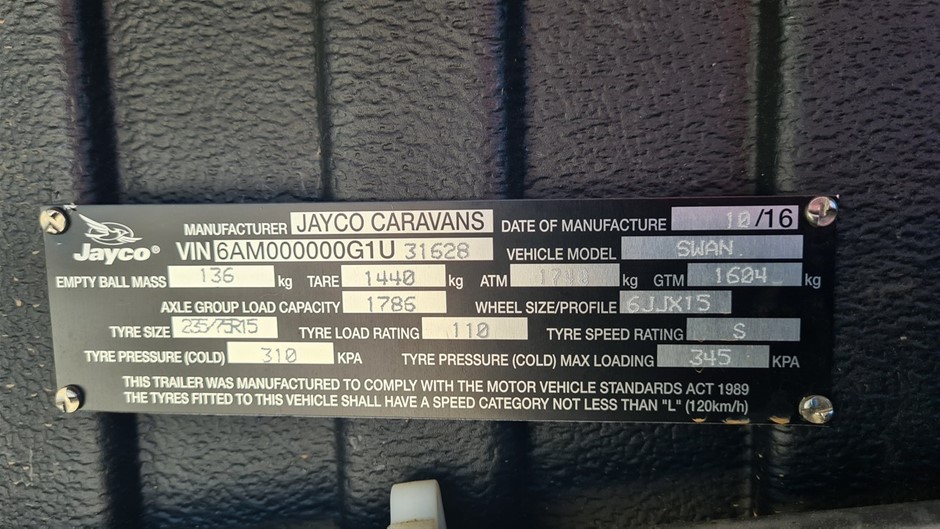 Jayco®
MANUFACTURER JAYCO CARAVANS DATE OF MANUFACTURE 10/16
VIN 6AM000000G1U 31628 VEHICLE MODEL SWAN.
EMPTY BALL MASS 136 kg TARE 1440 kg ATM kg GTM 1604 kg
AXLE GROUP LOAD CAPACITY 1786 WHEEL SIZE/PROFILE 6JJX15
TYRE SIZE 235/75R15 TYRE LOAD RATING 110 TYRE SPEED RATING S
TYRE PRESSURE (COLD) 310 KPA TYRE PRESSURE (COLD) MAX LOADING 345 KPA
THIS TRAILER WAS MANUFACTURED TO COMPLY WITH THE MOTOR VEHICLE STANDARDS ACT 1989
THE TYRES FITTED TO THIS VEHICLE SHALL HAVE A SPEED CATEGORY NOT LESS THAN "L" (120km/h)